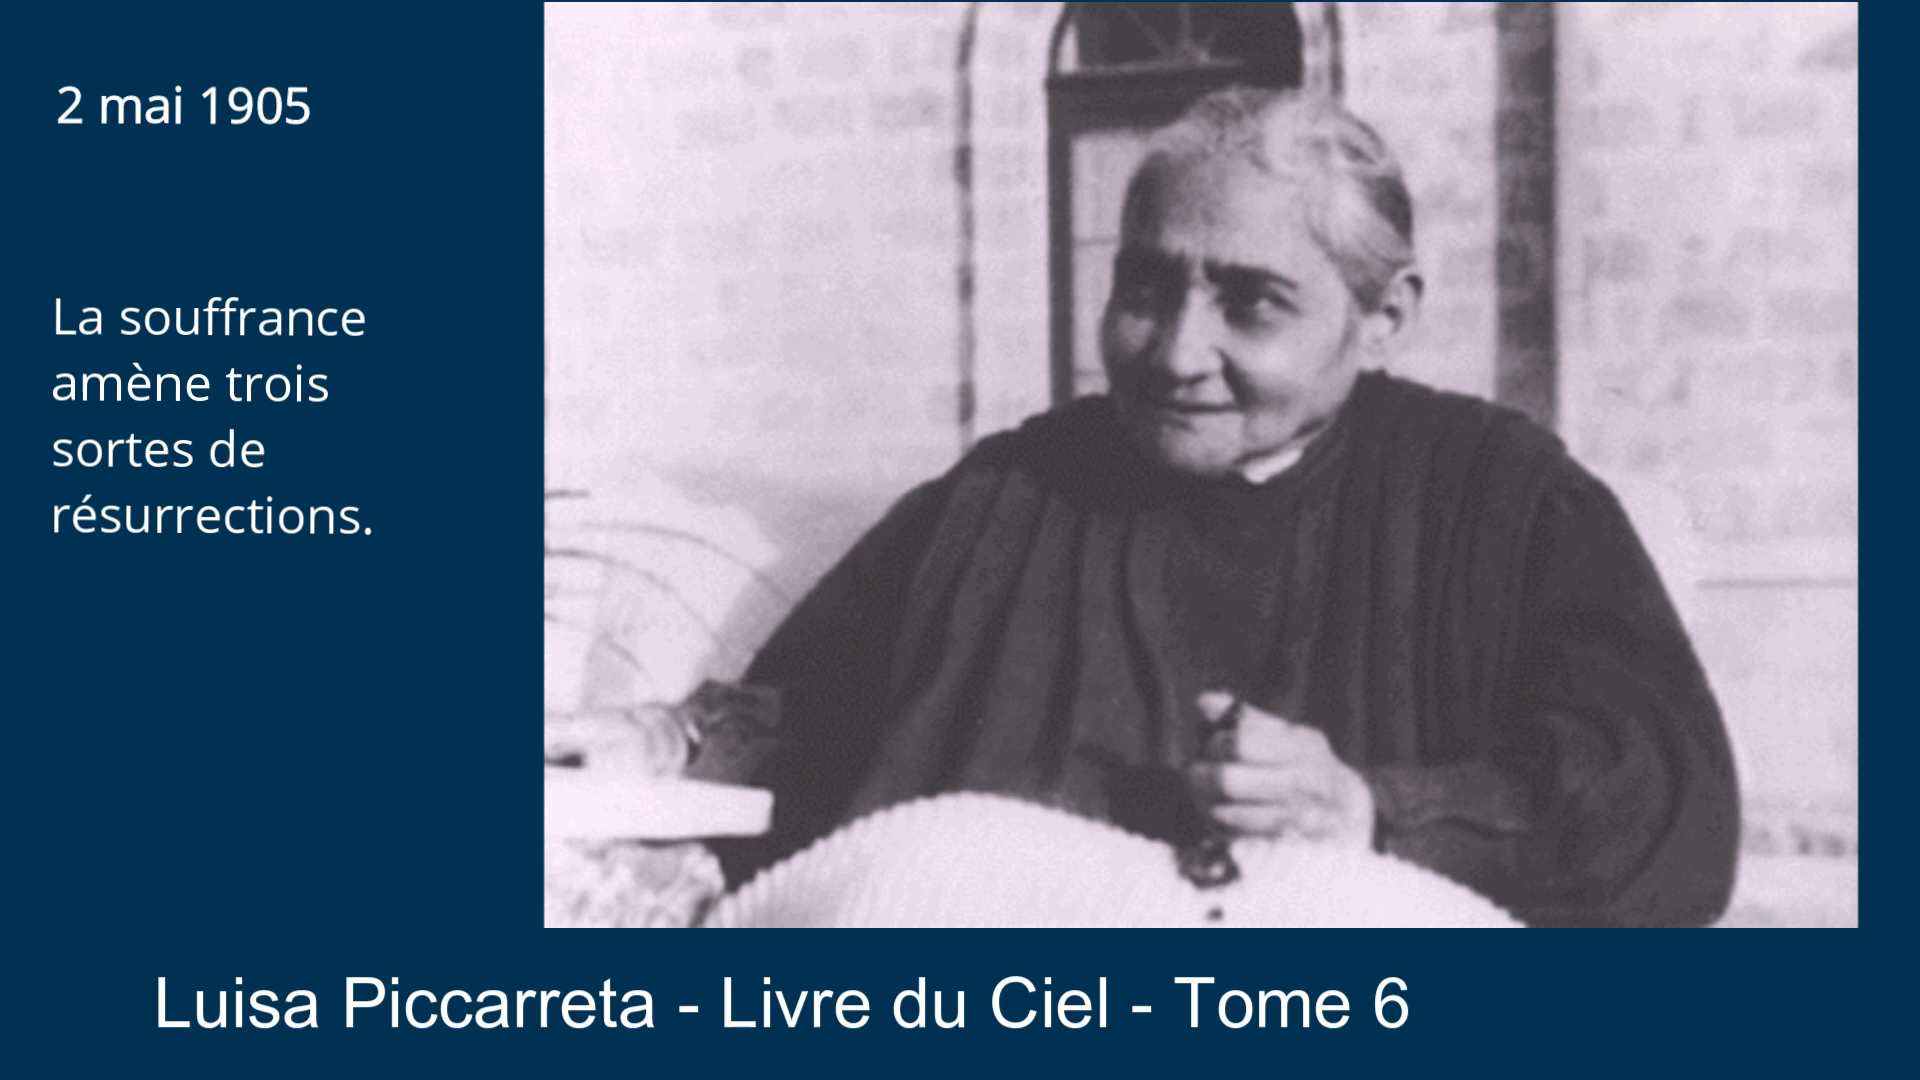 2 mai 1905
La souffrance
amène trois
sortes de
résurrections.
Luisa Piccarreta - Livre du Ciel - Tome 6